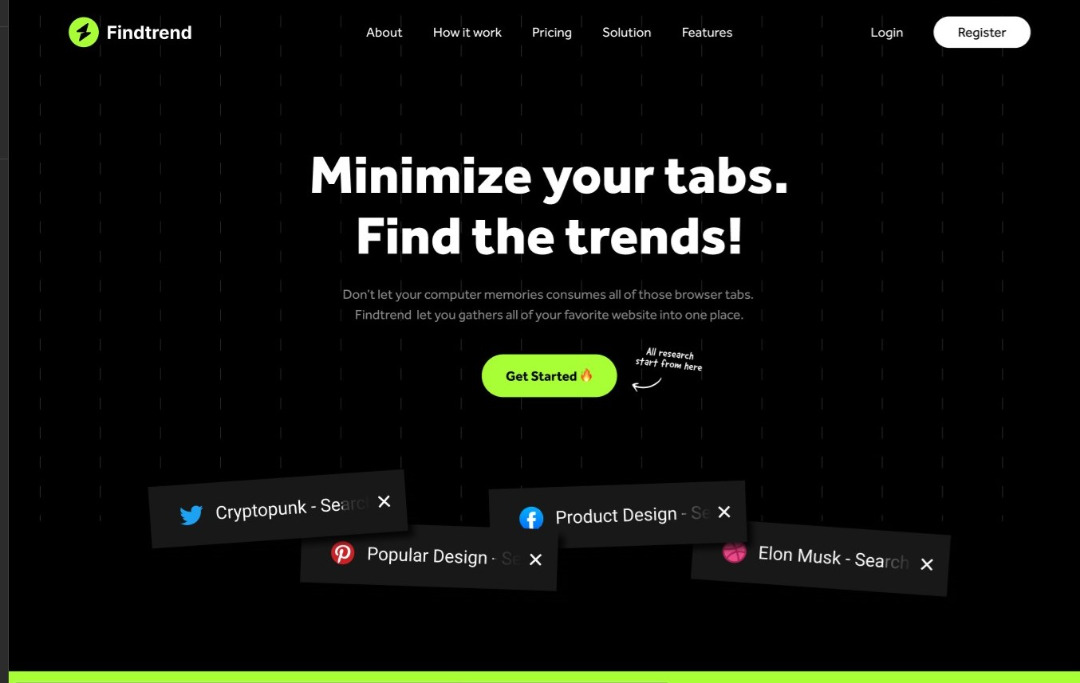 Findtrend
About
How it work
Pricing
Solution
Features
Login
Register
Minimize your tabs.
Find the trends!
Don't let your computer memories consumes all of those browser tabs.
Findtrend let you gathers all of your favorite website into one place.
Get Started
All research
start from here
Cryptopunk - Searc
Product Design - Se
Popular Design - Se
Elon Musk - Search